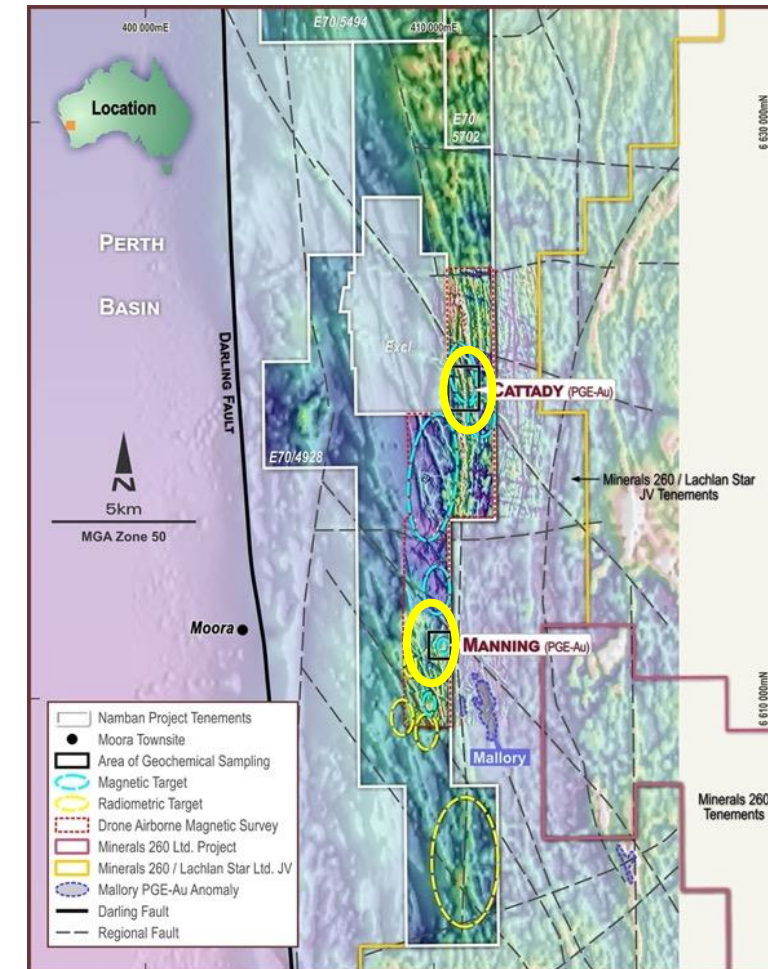 400 000mE
E70/5494
410 000mE
Location
E70/
5702
6 630 000mN
PERTH
BASIN
DARLING FAULT
Excl
CATTADY (PGE-Au)
E70/4928
Minerals 260 / Lachlan Star
JV Tenements
N
5km
MGA Zone 50
Moora
MANNING (PGE-Au)
6 610 000mN
Mallory
Namban Project Tenements
Moora Townsite
Area of Geochemical Sampling
Magnetic Target
Radiometric Target
Drone Airborne Magnetic Survey
Minerals 260 Ltd. Project
Minerals 260 / Lachlan Star Ltd. JV
Mallory PGE-Au Anomaly
Darling Fault
Regional Fault
Minerals 260
Tenements